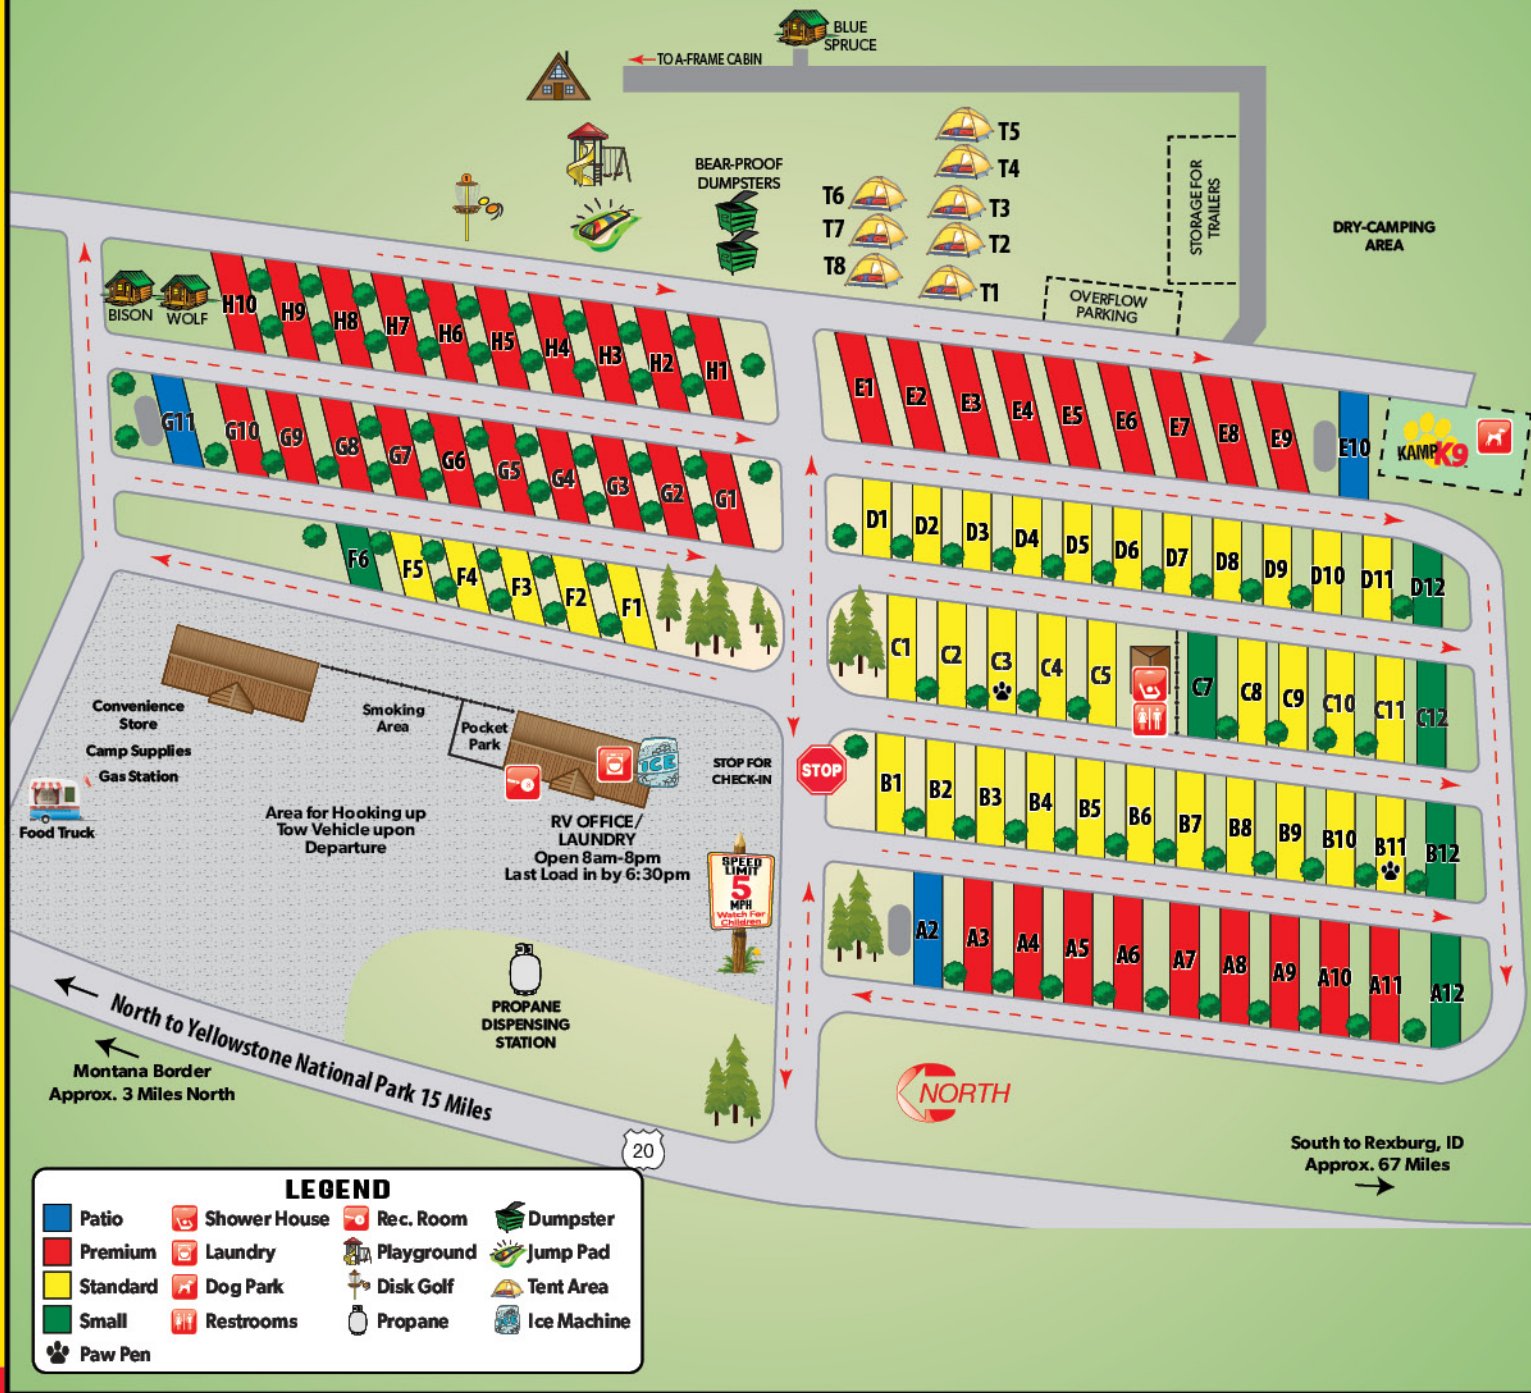 BLUE
SPRUCE
TO A-FRAME CABIN
BEAR-PROOF
DUMPSTERS
T5
T4
T3
T2
T1
T6
T7
T8
STORAGE FOR
TRAILERS
DRY-CAMPING
AREA
OVERFLOW
PARKING
BISON
WOLF
H10
H9
H8
H7
H6
H5
H4
H3
H2
H1
E1
E2
E3
E4
E5
E6
E7
E8
E9
E10
KAMP K9
G11
G10
G9
G8
G7
G6
G5
G4
G3
G2
G1
D1
D2
D3
D4
D5
D6
D7
D8
D9
D10
D11
D12
F6
F5
F4
F3
F2
F1
C1
C2
C3
C4
C5
C7
C8
C9
C10
C11
C12
Convenience
Store
Camp Supplies
Gas Station
Food Truck
Smoking
Area
Pocket
Park
ICE
STOP FOR
CHECK-IN
STOP
B1
B2
B3
B4
B5
B6
B7
B8
B9
B10
B11
B12
Area for Hooking up
Tow Vehicle upon
Departure
RV OFFICE/
LAUNDRY
Open 8am-8pm
Last Load in by 6:30pm
SPEED
LIMIT
5
MPH
Watch For
Children
A2
A3
A4
A5
A6
A7
A8
A9
A10
A11
A12
PROPANE
DISPENSING
STATION
North to Yellowstone National Park 15 Miles
Montana Border
Approx. 3 Miles North
NORTH
20
South to Rexburg, ID
Approx. 67 Miles
LEGEND
Patio
Premium
Standard
Small
Paw Pen
Shower House
Laundry
Dog Park
Restrooms
Rec. Room
Playground
Disk Golf
Propane
Dumpster
Jump Pad
Tent Area
Ice Machine